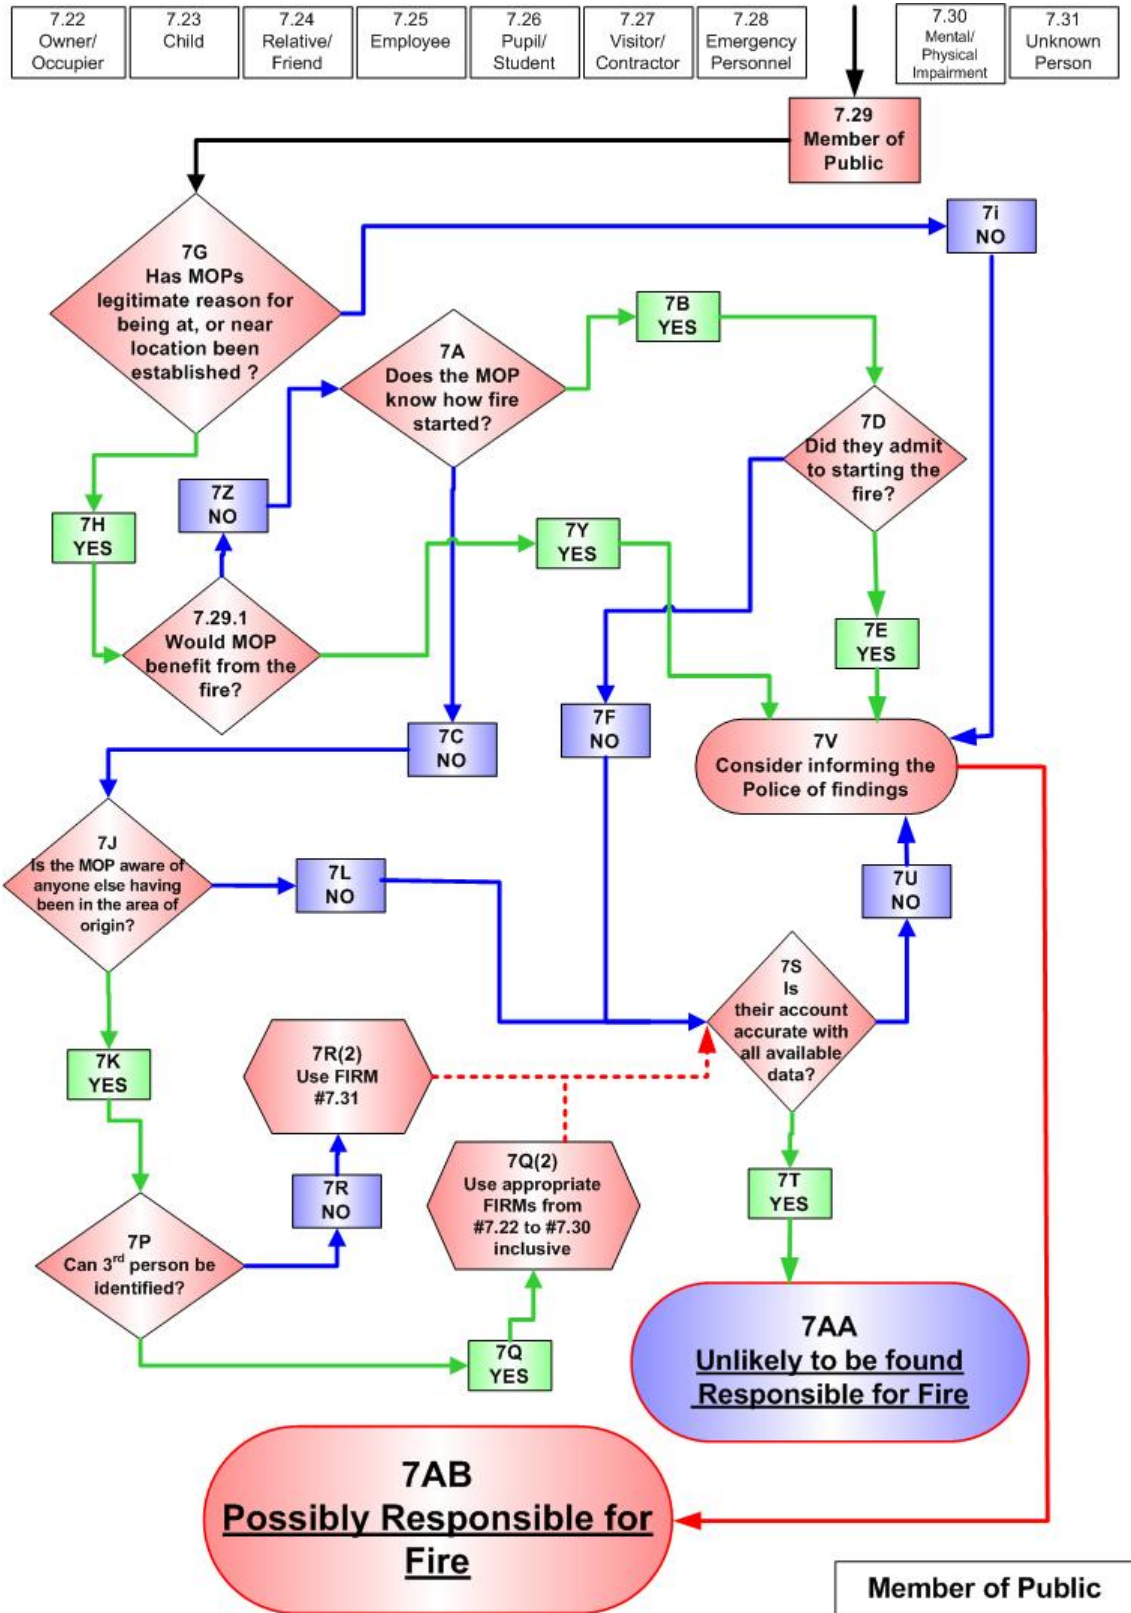 7.22
Owner/
Occupier
7.23
Child
7.24
Relative/
Friend
7.25
Employee
7.26
Pupil/
Student
7.27
Visitor/
Contractor
7.28
Emergency
Personnel
7.30
Mental/
Physical
Impairment
7.31
Unknown
Person
7.29
Member of
Public
7G
Has MOPs
legitimate reason for
being at, or near
location been
established ?
7i
NO
7B
YES
7A
Does the MOP
know how fire
started?
7D
Did they admit
to starting the
fire?
7Z
NO
7H
YES
7Y
YES
7.29.1
Would MOP
benefit from the
fire?
7E
YES
7C
NO
7F
NO
7V
Consider informing the
Police of findings
7J
Is the MOP aware of
anyone else having
been in the area of
origin?
7L
NO
7U
NO
7S
Is
their account
accurate with
all available
data?
7K
YES
7R(2)
Use FIRM
#7.31
7Q(2)
Use appropriate
FIRMs from
#7.22 to #7.30
inclusive
7R
NO
7T
YES
7P
Can 3rd person be
identified?
7Q
YES
7AA
Unlikely to be found
Responsible for Fire
7AB
Possibly Responsible for
Fire
Member of Public